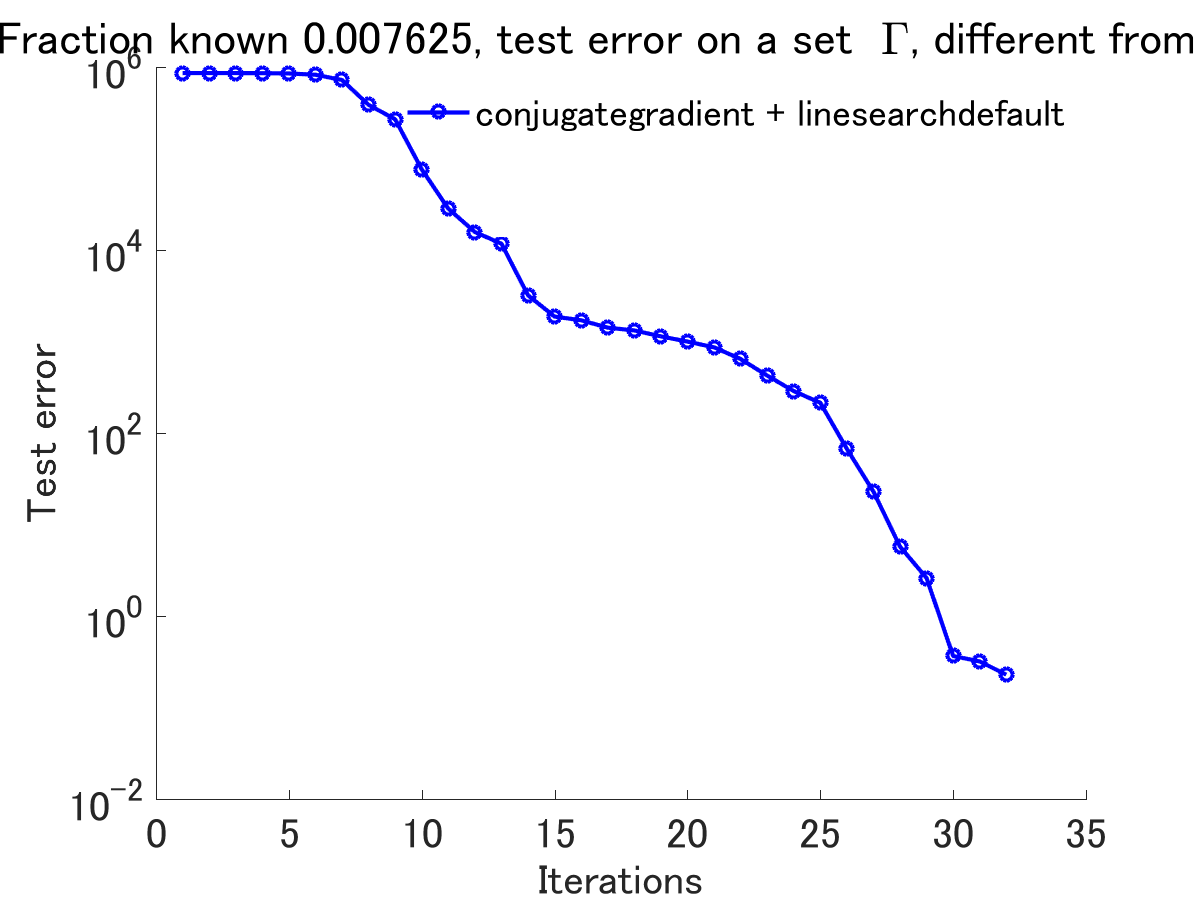 Fraction known 0.007625, test error on a set Γ, different from
conjugategradient + linesearchdefault
Test error
10^6
10^4
10^2
10^0
10^-2
0 5 10 15 20 25 30 35
Iterations